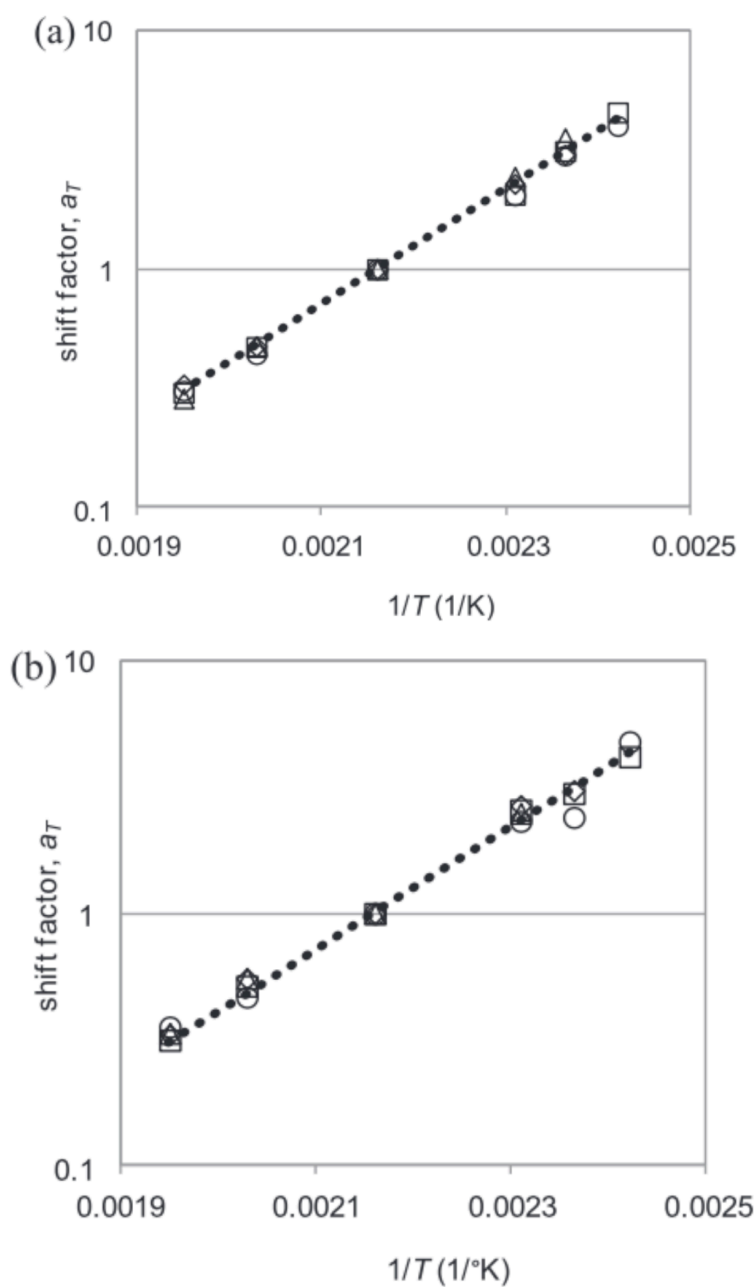 (a) 10
shift factor, aT
1
0.1
0.0019 0.0021 0.0023 0.0025
1/T (1/K)
(b) 10
shift factor, aT
1
0.1
0.0019 0.0021 0.0023 0.0025
1/T (1/°K)